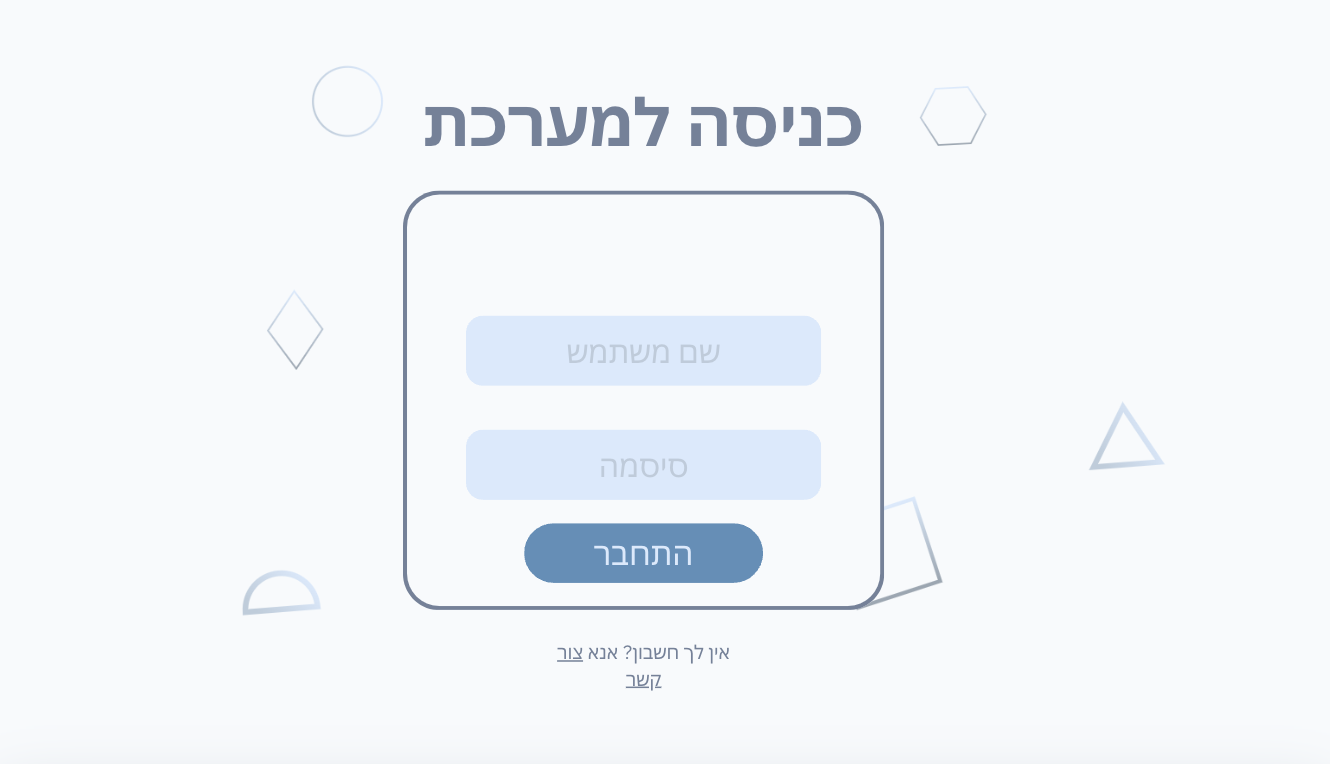 כניסה למערכת
שם משתמש
סיסמה
התחבר
אין לך חשבון? אנא צור
קשר